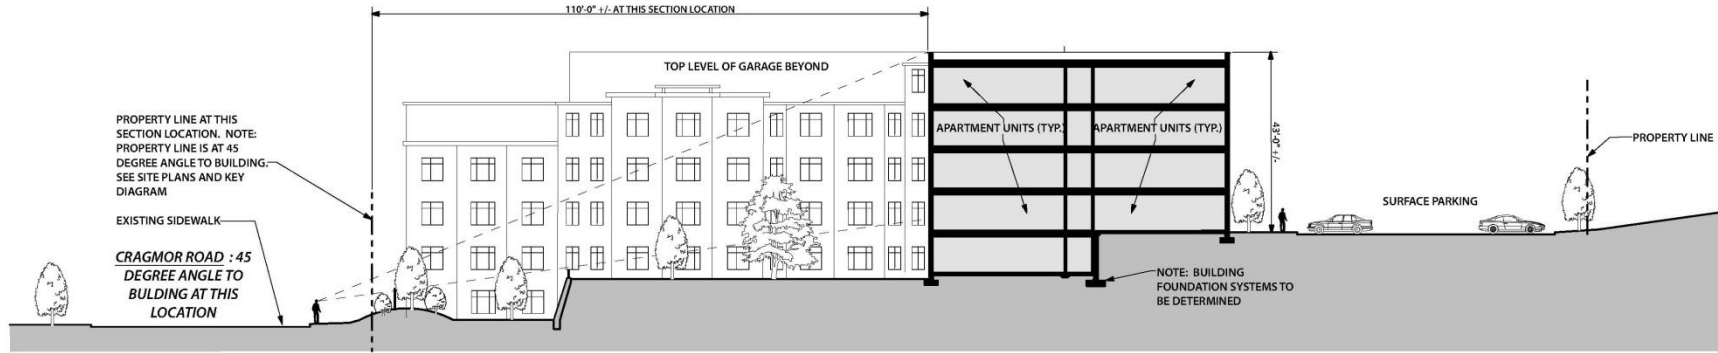 110'-0" +/- AT THIS SECTION LOCATION
TOP LEVEL OF GARAGE BEYOND
PROPERTY LINE AT THIS
SECTION LOCATION. NOTE:
PROPERTY LINE IS AT 45
DEGREE ANGLE TO BUILDING.
SEE SITE PLANS AND KEY
DIAGRAM
EXISTING SIDEWALK
CRAGMOR ROAD : 45
DEGREE ANGLE TO
BULDING AT THIS
LOCATION
APARTMENT UNITS (TYP.)
APARTMENT UNITS (TYP.)
43'-0" +/-
NOTE: BUILDING
FOUNDATION SYSTEMS TO
BE DETERMINED
SURFACE PARKING
PROPERTY LINE